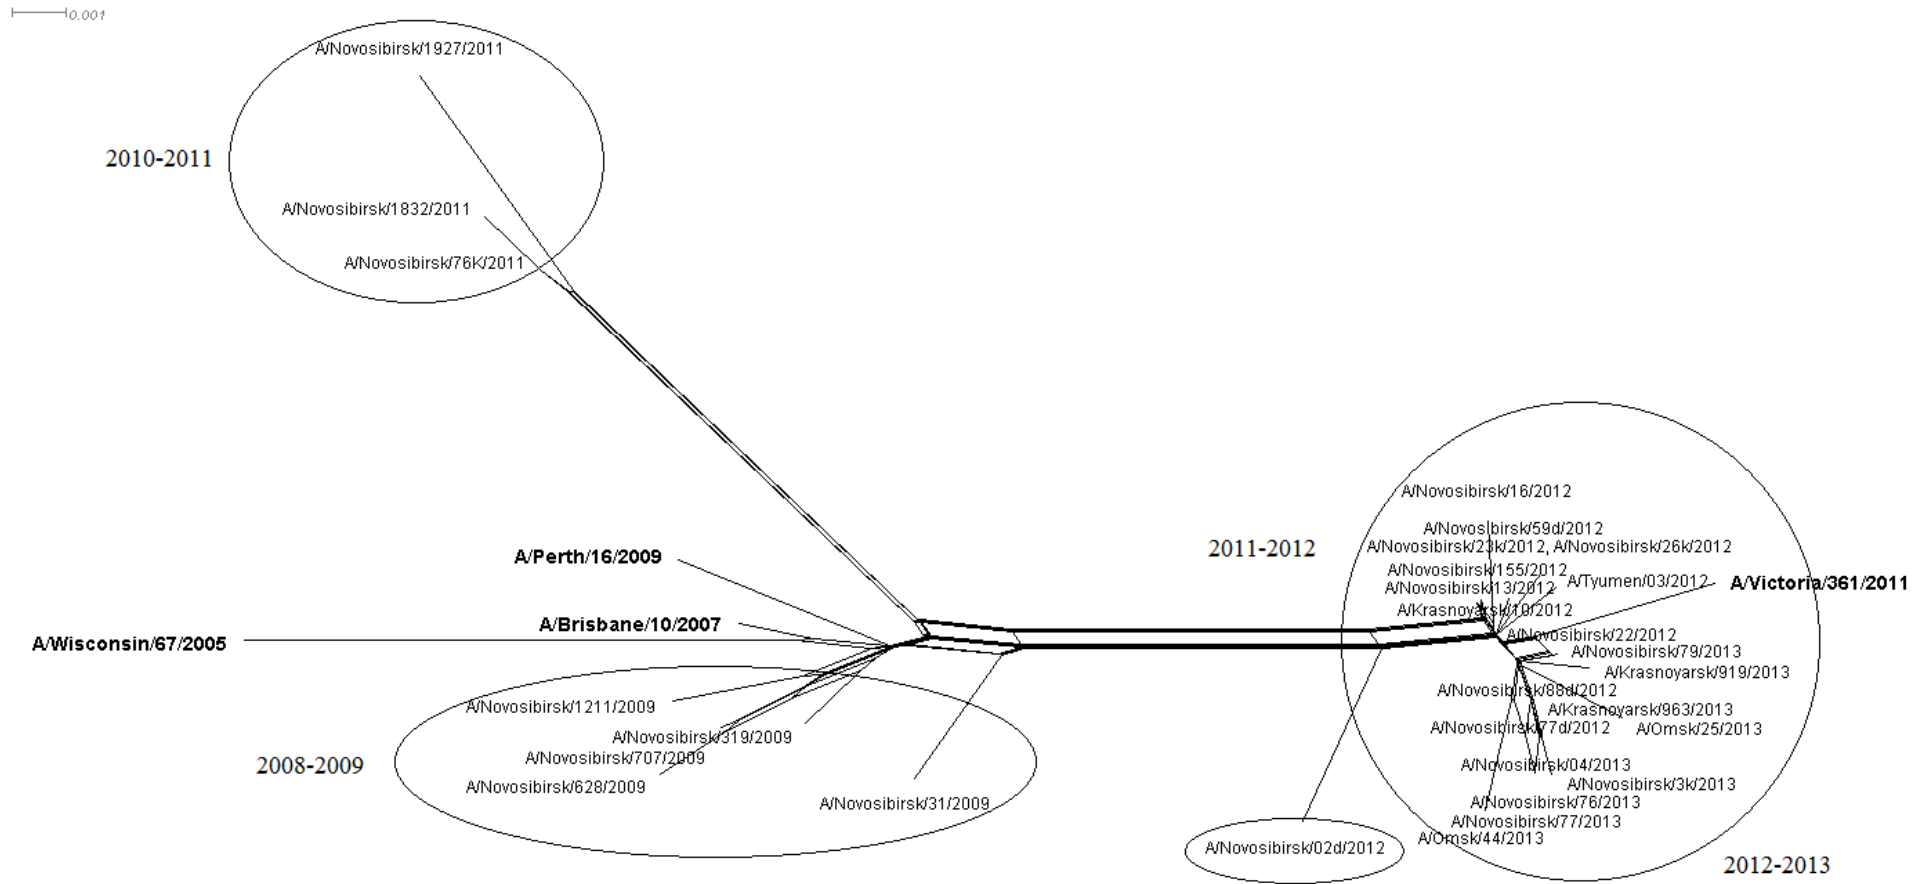 0.001
A/Novosibirsk/1927/2011
2010-2011
A/Novosibirsk/1832/2011
A/Novosibirsk/76K/2011
A/Novosibirsk/16/2012
A/Novosibirsk/59d/2012
2011-2012
A/Novosibirsk/23k/2012, A/Novosibirsk/26k/2012
A/Perth/16/2009
A/Novosibirsk/155/2012
A/Tyumen/03/2012
A/Victoria/361/2011
A/Novosibirsk/13/2012
A/Krasnoyarsk/10/2012
A/Brisbane/10/2007
A/Wisconsin/67/2005
A/Novosibirsk/22/2012
A/Novosibirsk/79/2013
A/Krasnoyarsk/919/2013
A/Novosibirsk/88d/2012
A/Novosibirsk/1211/2009
A/Krasnoyarsk/963/2013
A/Novosibirsk/77d/2012
A/Omsk/25/2013
A/Novosibirsk/319/2009
A/Novosibirsk/707/2009
2008-2009
A/Novosibirsk/04/2013
A/Novosibirsk/628/2009
A/Novosibirsk/3k/2013
A/Novosibirsk/31/2009
A/Novosibirsk/76/2013
A/Novosibirsk/77/2013
A/Omsk/44/2013
A/Novosibirsk/02d/2012
2012-2013